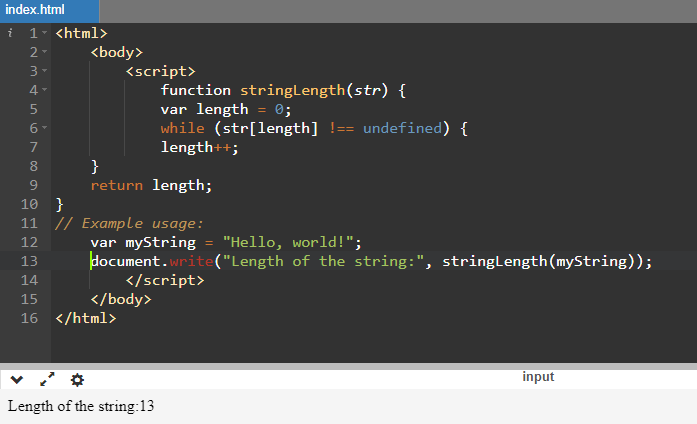 index.html
i 1 <html>
2 <body>
3 <script>
4 function stringLength(str) {
5 var length = 0;
6 while (str[length] !== undefined) {
7 length++;
8 }
9 return length;
10 }
11 // Example usage:
12 var myString = "Hello, world!";
13 document.write("Length of the string:", stringLength(myString));
14 </script>
15 </body>
16 </html>
input
Length of the string:13